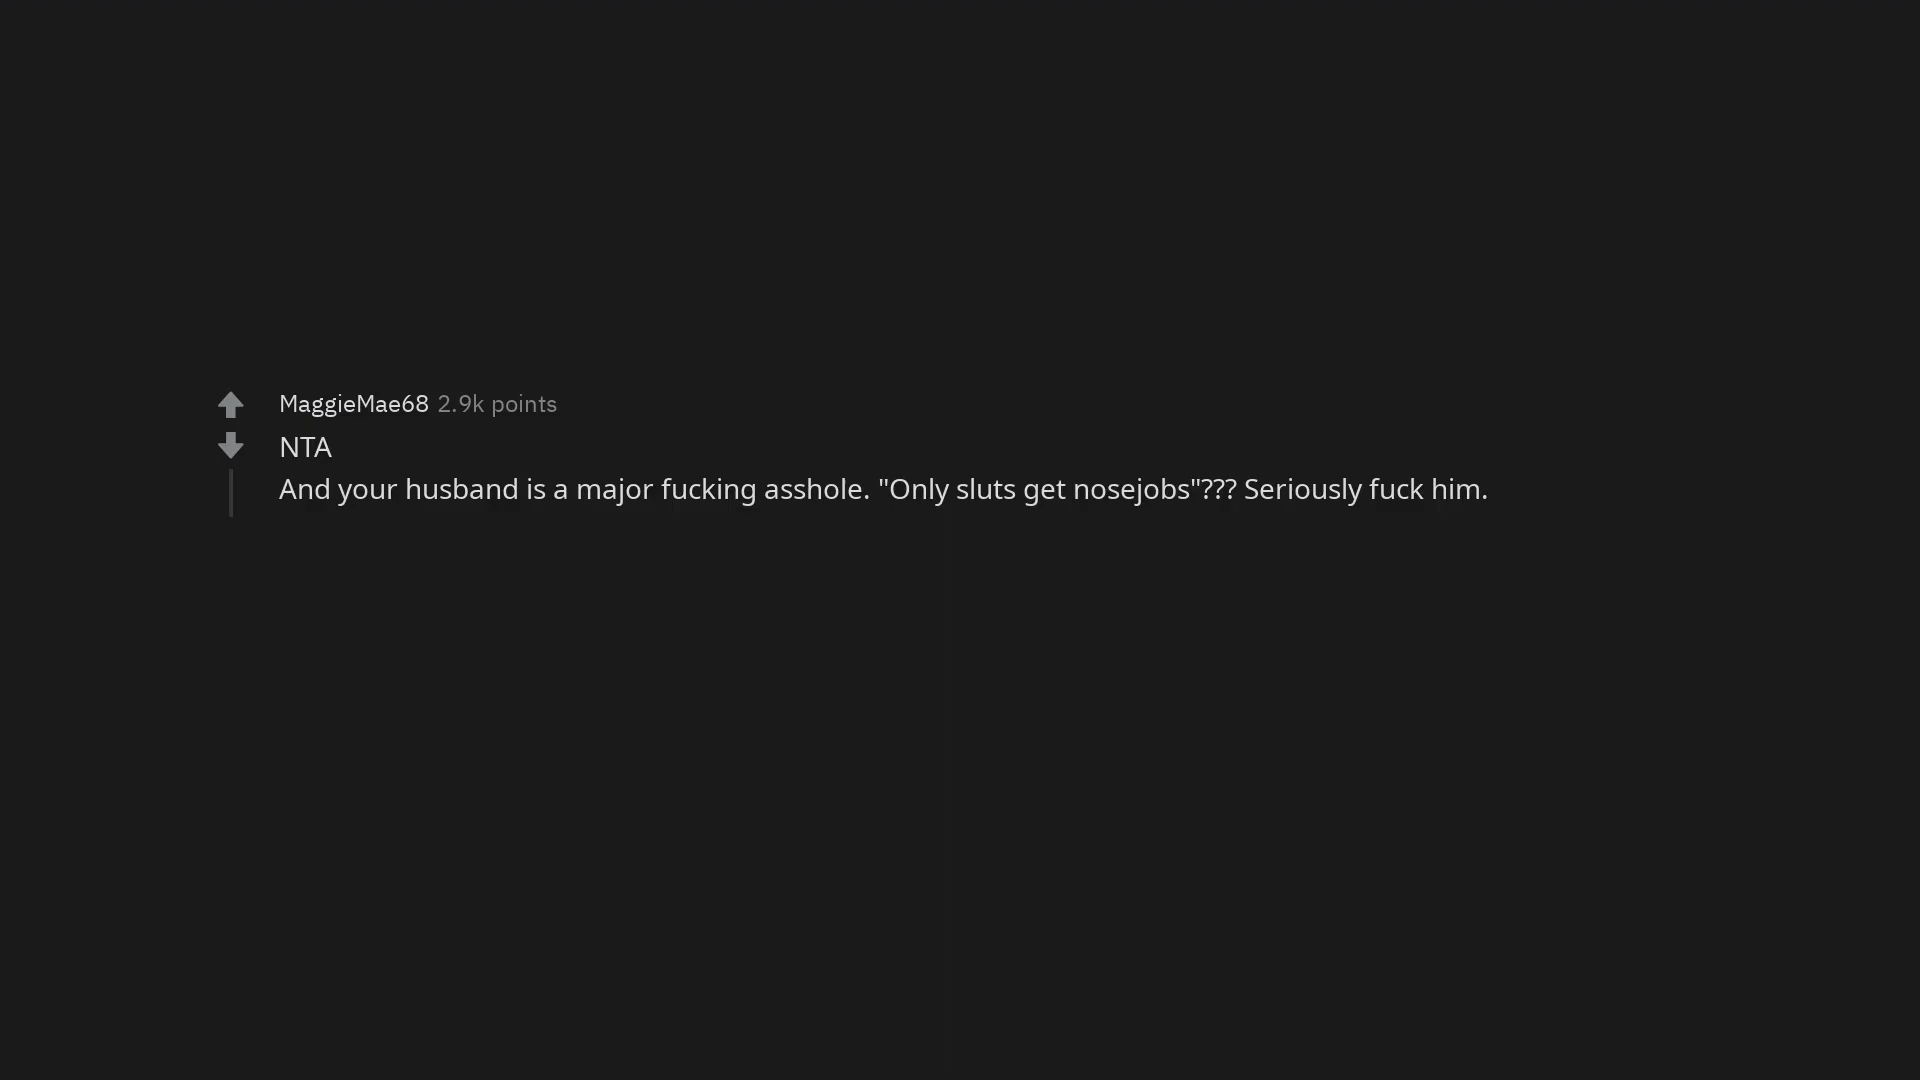 MaggieMae68 2.9k points
NTA
And your husband is a major fucking asshole. "Only sluts get nosejobs"??? Seriously fuck him.